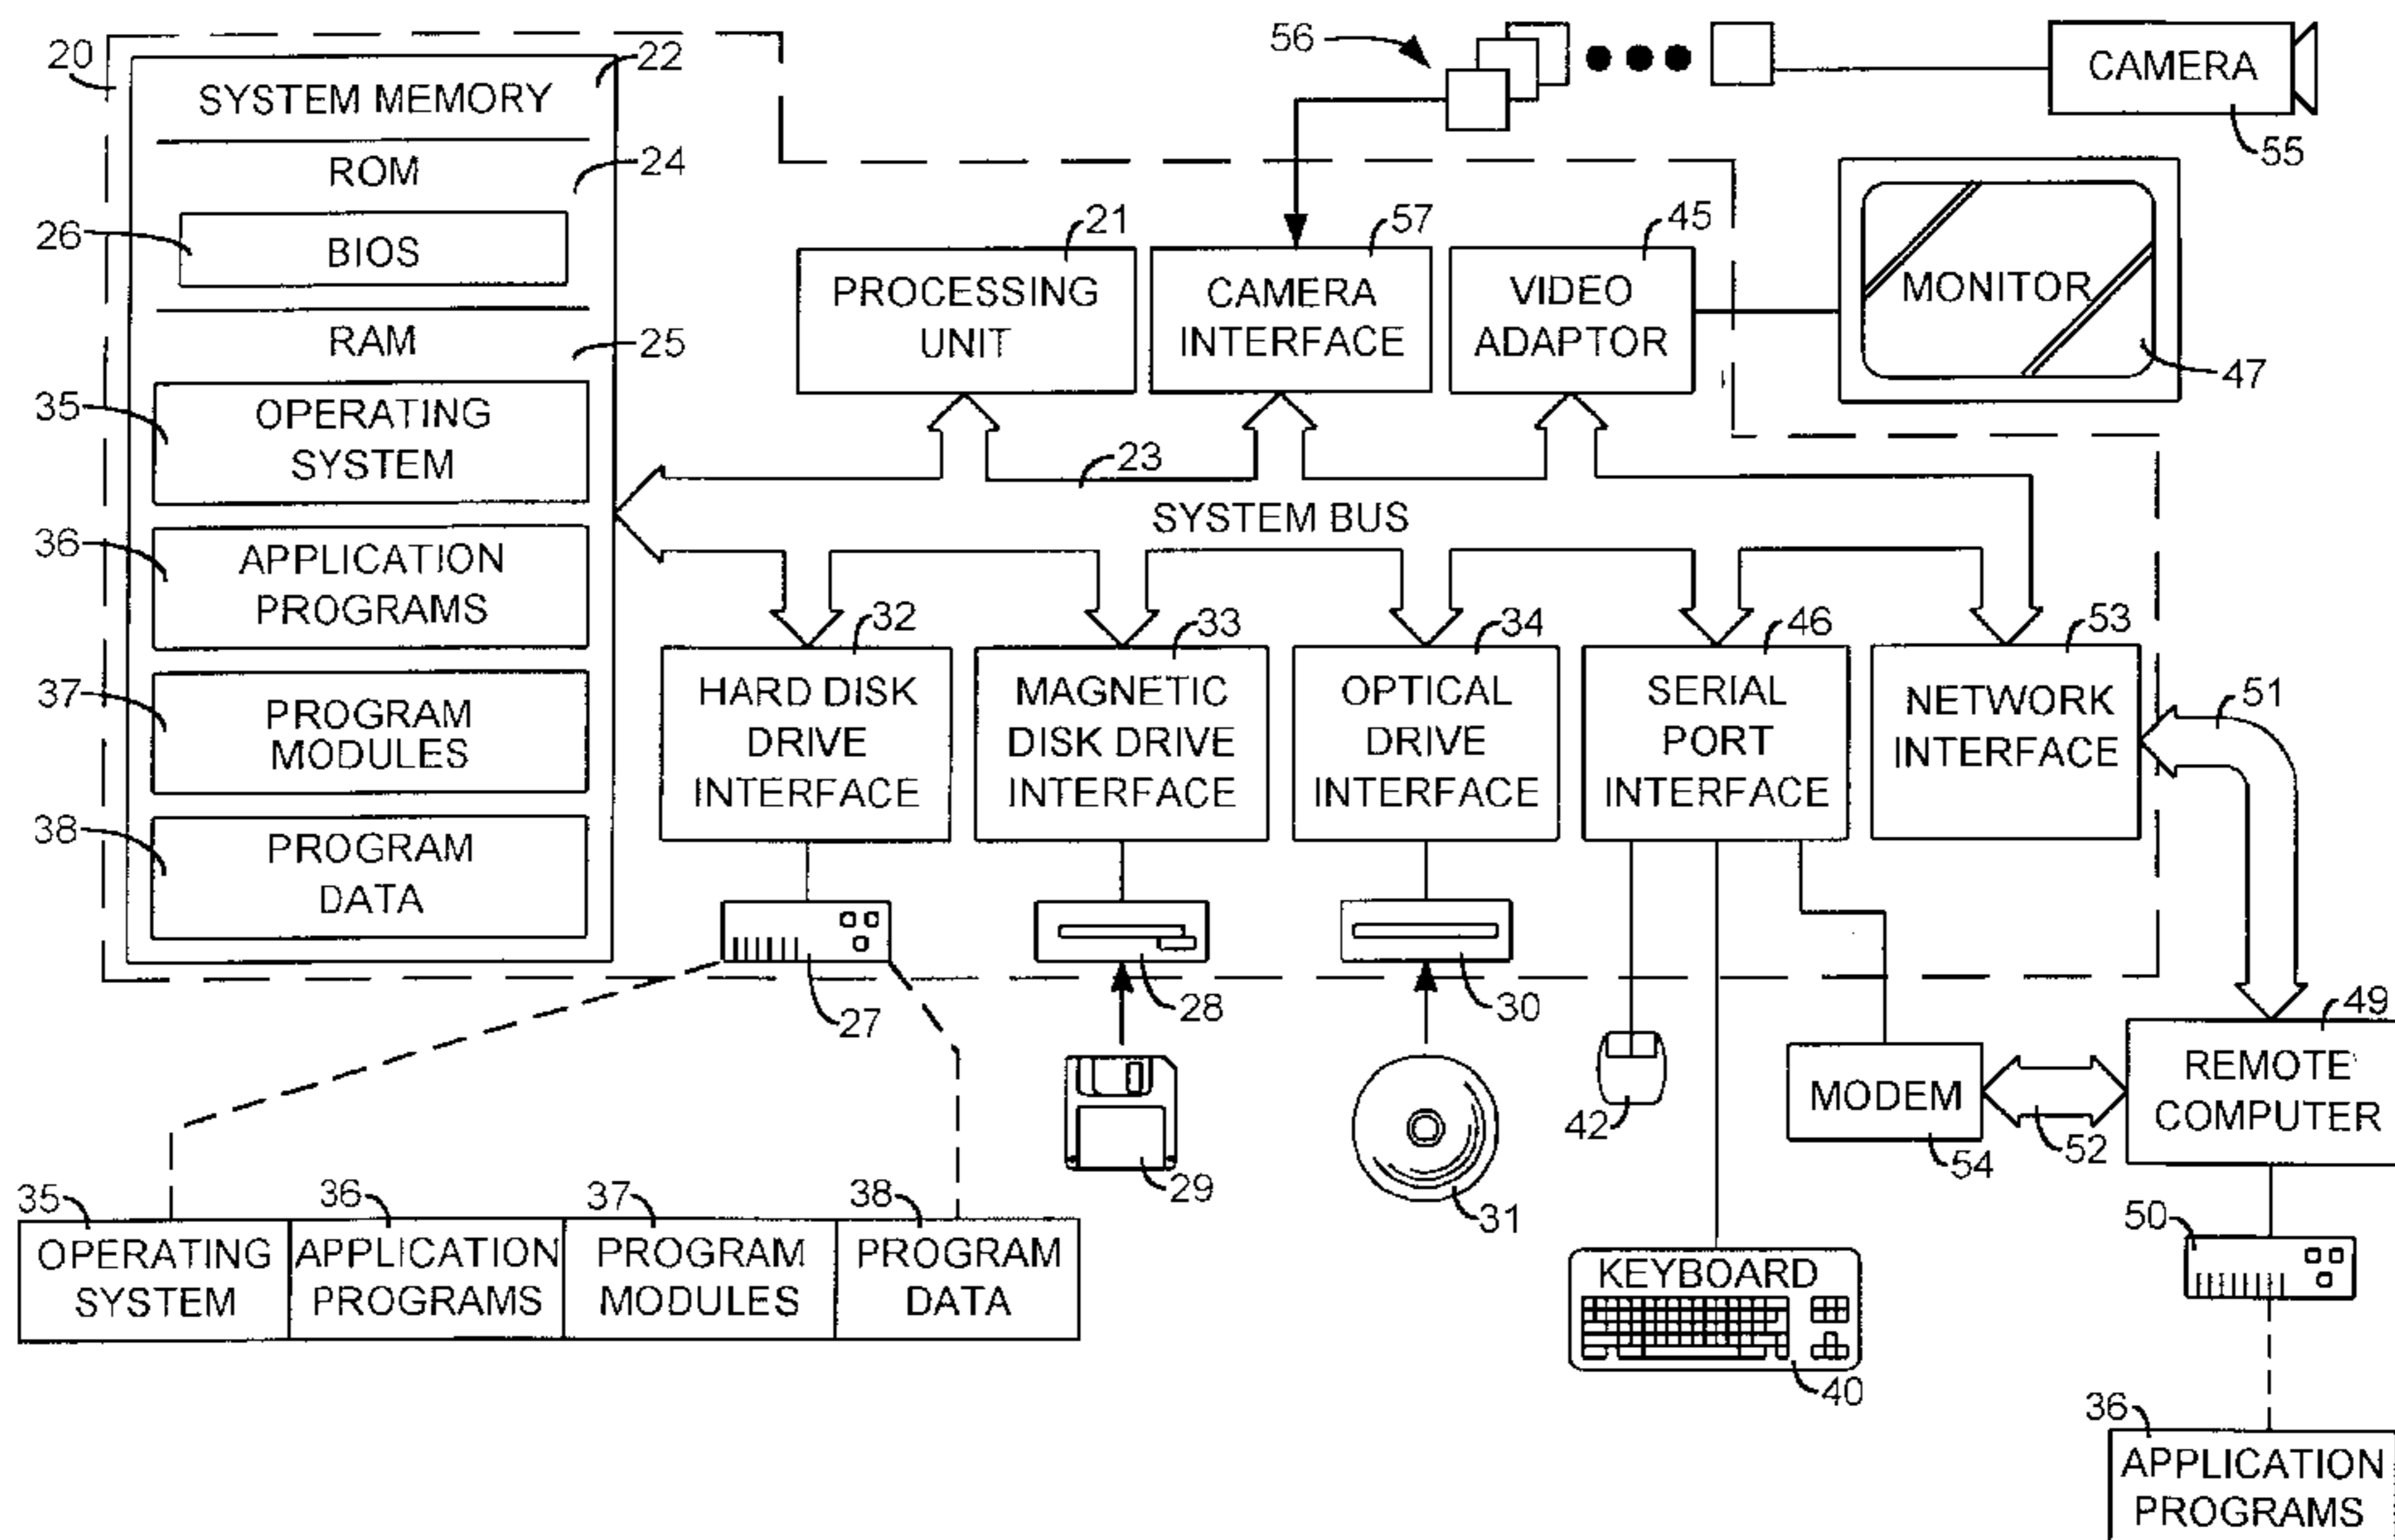 20
22
SYSTEM MEMORY
ROM
24
26
BIOS
RAM
25
35
OPERATING
SYSTEM
36
APPLICATION
PROGRAMS
37
PROGRAM
MODULES
38
PROGRAM
DATA
56
CAMERA
55
21
PROCESSING
UNIT
57
CAMERA
INTERFACE
45
VIDEO
ADAPTOR
MONITOR
47
23
SYSTEM BUS
32
HARD DISK
DRIVE
INTERFACE
33
MAGNETIC
DISK DRIVE
INTERFACE
34
OPTICAL
DRIVE
INTERFACE
46
SERIAL
PORT
INTERFACE
53
NETWORK
INTERFACE
51
27
28
30
49
REMOTE
COMPUTER
29
31
42
MODEM
54
52
50
35
OPERATING
SYSTEM
36
APPLICATION
PROGRAMS
37
PROGRAM
MODULES
38
PROGRAM
DATA
KEYBOARD
40
36
APPLICATION
PROGRAMS